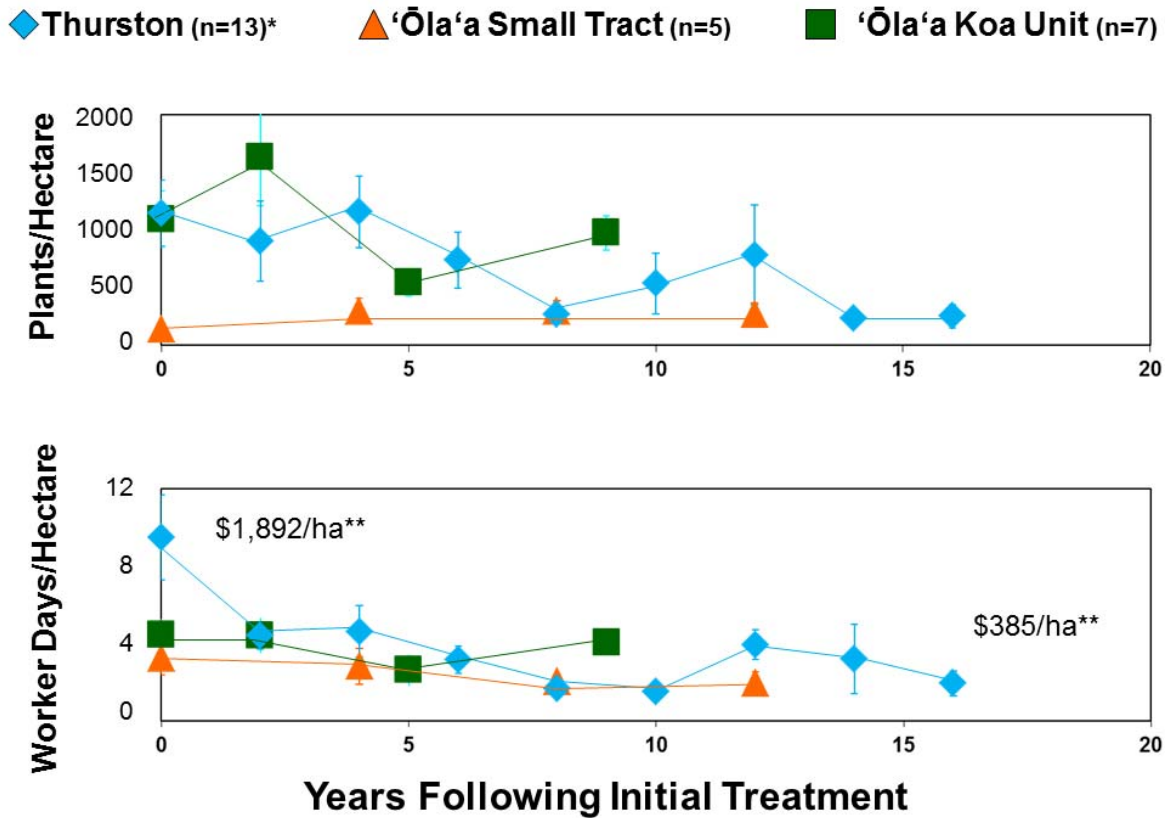 Thurston (n=13)*
ʻŌlaʻa Small Tract (n=5)
ʻŌlaʻa Koa Unit (n=7)
Plants/Hectare
2000
1500
1000
500
0
0 5 10 15 20
Worker Days/Hectare
12
8
4
0
$1,892/ha**
$385/ha**
0 5 10 15 20
Years Following Initial Treatment